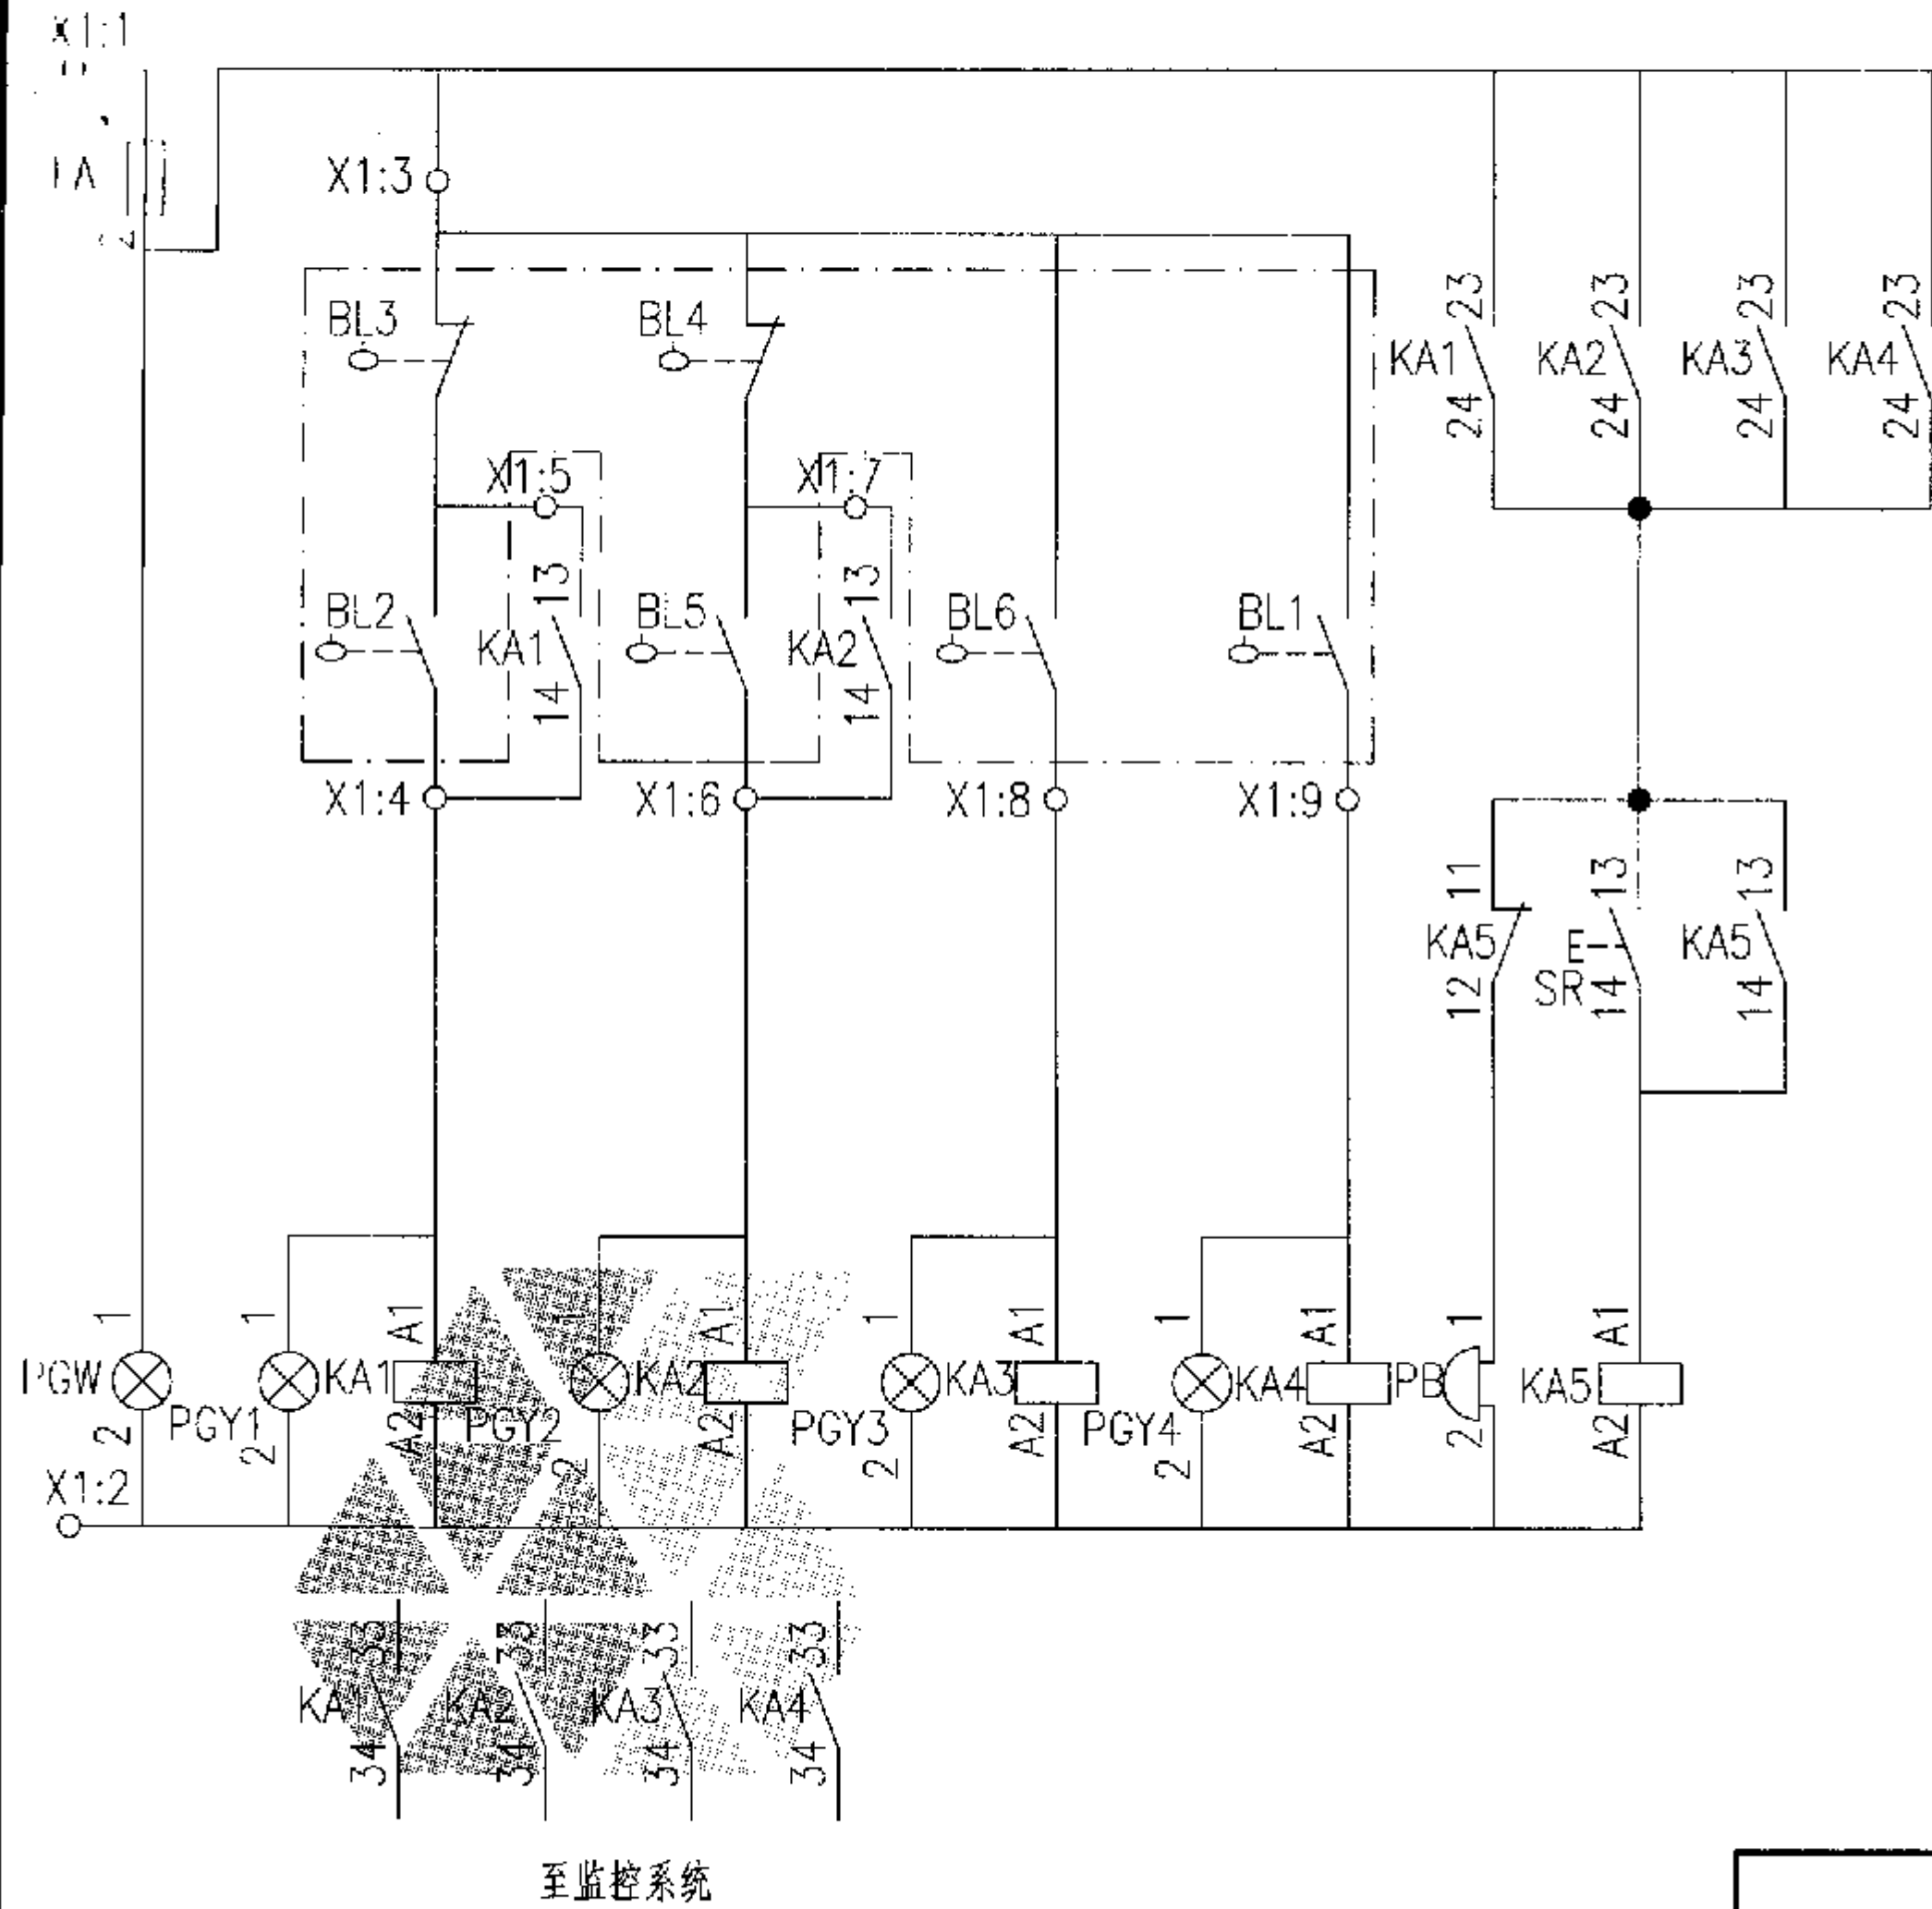 X1:1
X1:3
BL3
BL4
23
23
23
23
KA1
KA2
KA3
KA4
24
24
24
24
X1:5
X1:7
13
13
BL2
KA1
BL5
KA2
BL6
BL1
14
14
X1:4
X1:6
X1:8
X1:9
11
13
13
KA5
E
SR
KA5
12
14
14
1
1
A1
A1
1
A1
1
A1
1
A1
PGW
KA1
KA2
KA3
KA4
PB
KA5
2
PGY1
2
A2
PGY2
2
A2
PGY3
2
A2
PGY4
2
A2
2
A2
X1:2
33
33
33
33
KA1
KA2
KA3
KA4
34
34
34
34
至监控系统